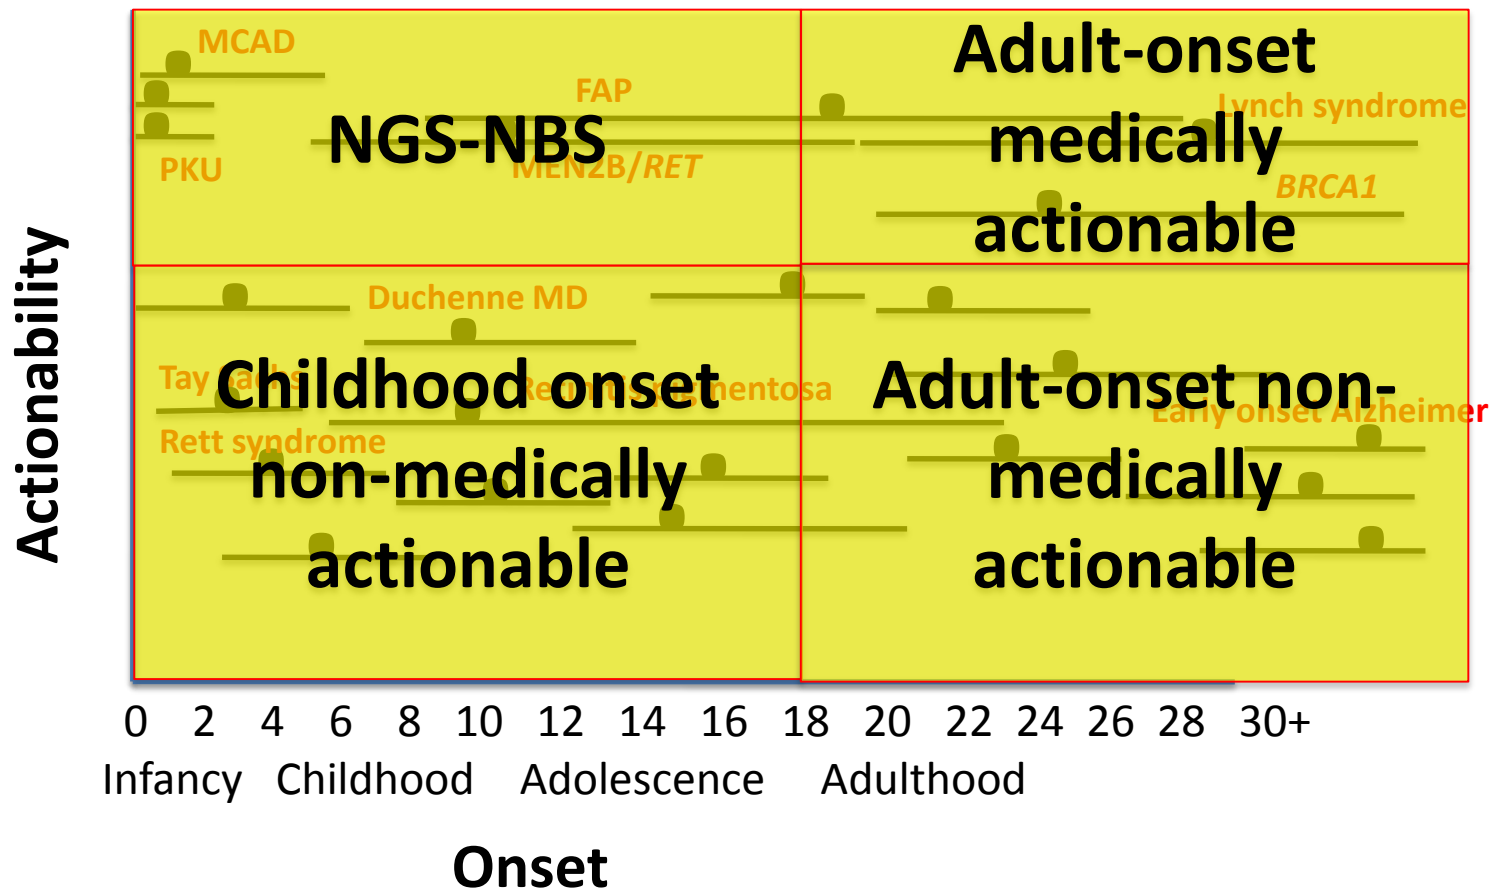 MCAD
Adult-onset
medically
actionable
FAP
Lynch syndrome
NGS-NBS
PKU
MEN2B/RET
BRCA1
Duchenne MD
Tay Sachs
Childhood onset
non-medically
actionable
Retinitis pigmentosa
Adult-onset non-
medically
actionable
Early onset Alzheimer
Rett syndrome
Actionability
0 2 4 6 8 10 12 14 16 18 20 22 24 26 28 30+
Infancy Childhood Adolescence Adulthood
Onset